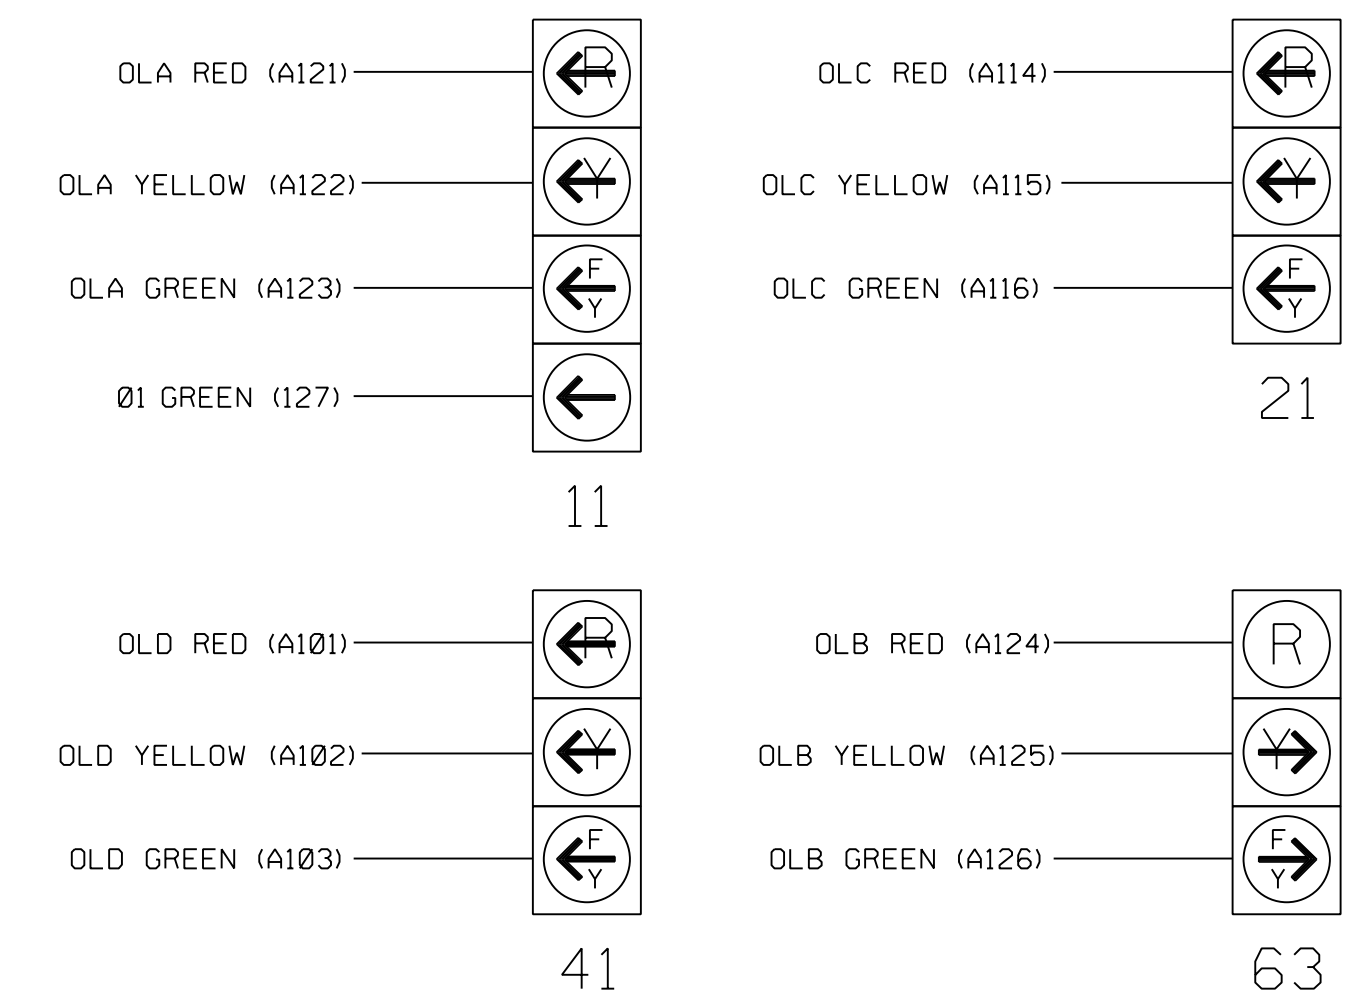 OLA RED (A121)
R
OLA YELLOW (A122)
Y
OLA GREEN (A123)
F
Y
Ø1 GREEN (127)
11
OLC RED (A114)
R
OLC YELLOW (A115)
Y
OLC GREEN (A116)
F
Y
21
OLD RED (A1Ø1)
R
OLD YELLOW (A1Ø2)
Y
OLD GREEN (A1Ø3)
F
Y
41
OLB RED (A124)
R
OLB YELLOW (A125)
Y
OLB GREEN (A126)
F
Y
63